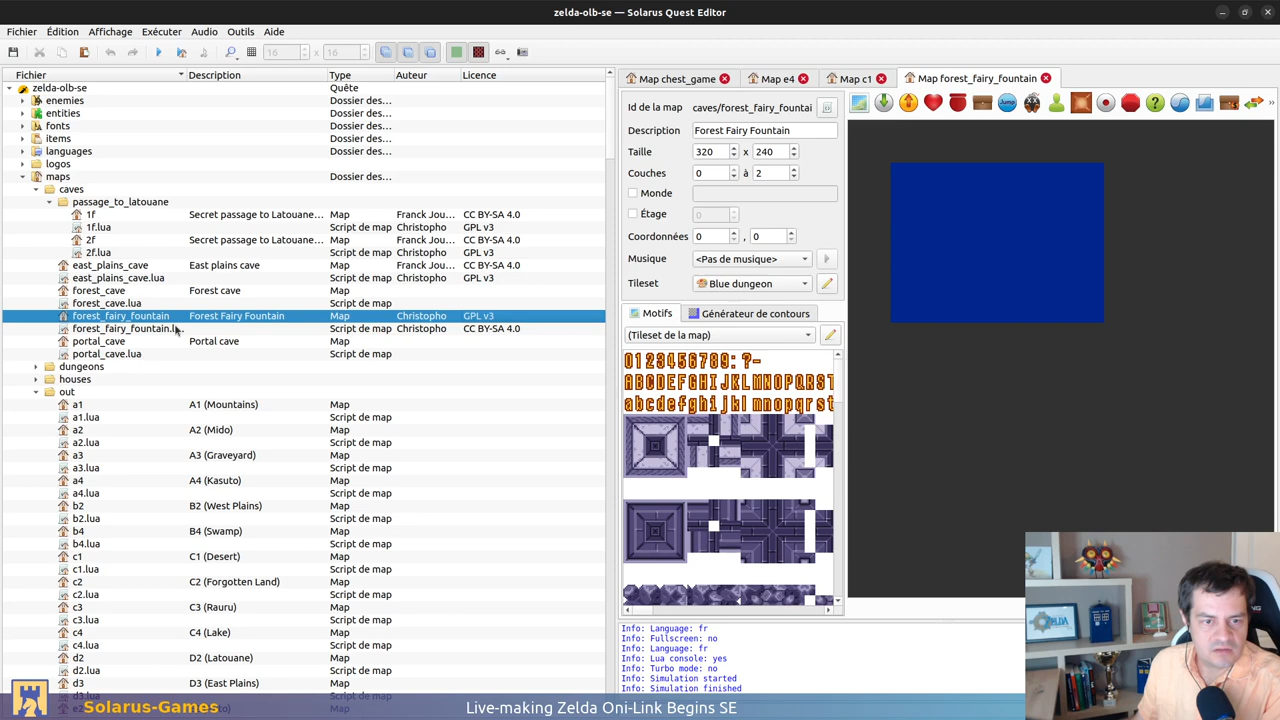 zelda-olb-se — Solarus Quest Editor
Fichier Édition Affichage Exécuter Audio Outils Aide
16 x 16
Fichier Description Type Auteur Licence
zelda-olb-se Quête
enemies Dossier des...
entities Dossier des...
fonts Dossier des...
items Dossier des...
languages Dossier des...
logos
maps Dossier des...
caves
passage_to_latouane
1f Secret passage to Latouane... Map Franck Jou... CC BY-SA 4.0
1f.lua Script de map Christopho GPL v3
2f Secret passage to Latouane... Map Franck Jou... CC BY-SA 4.0
2f.lua Script de map Christopho GPL v3
east_plains_cave East plains cave Map Franck Jou... CC BY-SA 4.0
east_plains_cave.lua Script de map Christopho GPL v3
forest_cave Forest cave Map
forest_cave.lua Script de map
forest_fairy_fountain Forest Fairy Fountain Map Christopho GPL v3
forest_fairy_fountain.l... Script de map Christopho CC BY-SA 4.0
portal_cave Portal cave Map
portal_cave.lua Script de map
dungeons
houses
out
a1 A1 (Mountains) Map
a1.lua Script de map
a2 A2 (Mido) Map
a2.lua Script de map
a3 A3 (Graveyard) Map
a3.lua Script de map
a4 A4 (Kasuto) Map
a4.lua Script de map
b2 B2 (West Plains) Map
b2.lua Script de map
b4 B4 (Swamp) Map
b4.lua Script de map
c1 C1 (Desert) Map
c1.lua Script de map
c2 C2 (Forgotten Land) Map
c2.lua Script de map
c3 C3 (Rauru) Map
c3.lua Script de map
c4 C4 (Lake) Map
c4.lua Script de map
d2 D2 (Latouane) Map
d2.lua Script de map
d3 D3 (East Plains) Map
Map chest_game Map e4 Map c1 Map forest_fairy_fountain
Id de la map caves/forest_fairy_fountai
Description Forest Fairy Fountain
Taille 320 x 240
Couches 0 à 2
Monde
Étage 0
Coordonnées 0 , 0
Musique <Pas de musique>
Tileset Blue dungeon
Motifs Générateur de contours
(Tileset de la map)
0123456789:?-
ABCDEFGHIJKLMNOPQRST
abcdefghijklmnopqrst
Jump
Info: Language: fr
Info: Fullscreen: no
Info: Language: fr
Info: Lua console: yes
Info: Turbo mode: no
Info: Simulation started
Info: Simulation finished
Solarus-Games Live-making Zelda Oni-Link Begins SE